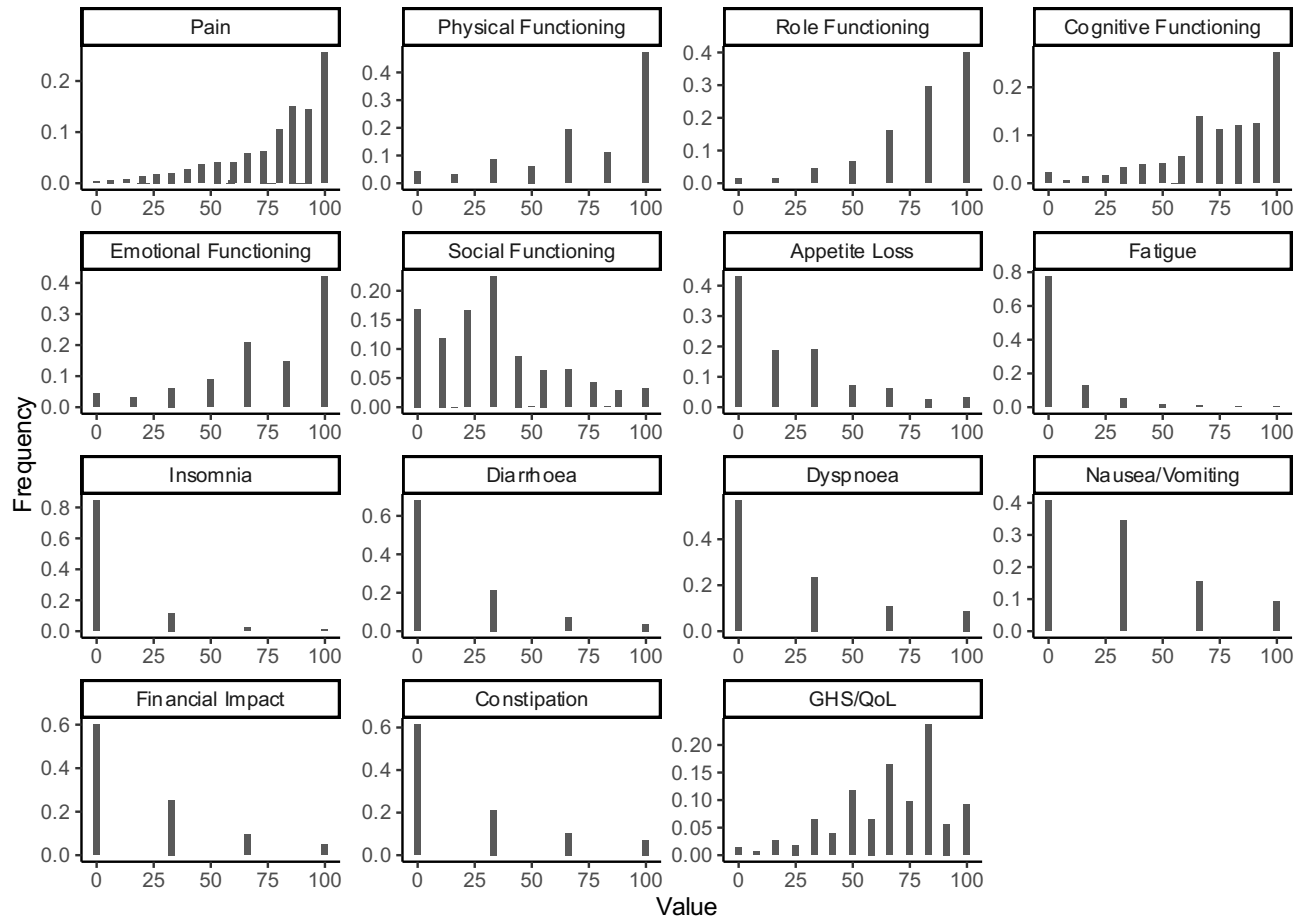 Pain
Physical Functioning
Role Functioning
Cognitive Functioning
0.0
0.1
0.2
0 25 50 75 100
0.0
0.1
0.2
0.3
0.4
0 25 50 75 100
0.0
0.1
0.2
0.3
0.4
0 25 50 75 100
0.0
0.1
0.2
0 25 50 75 100
Emotional Functioning
Social Functioning
Appetite Loss
Fatigue
0.0
0.1
0.2
0.3
0.4
0 25 50 75 100
0.00
0.05
0.10
0.15
0.20
0 25 50 75 100
0.0
0.1
0.2
0.3
0.4
0 25 50 75 100
0.0
0.2
0.4
0.6
0.8
0 25 50 75 100
Insomnia
Diarrhoea
Dyspnoea
Nausea/Vomiting
0.0
0.2
0.4
0.6
0.8
0 25 50 75 100
0.0
0.2
0.4
0.6
0 25 50 75 100
0.0
0.2
0.4
0 25 50 75 100
0.0
0.1
0.2
0.3
0.4
0 25 50 75 100
Financial Impact
Constipation
GHS/QoL
0.0
0.2
0.4
0.6
0 25 50 75 100
0.0
0.2
0.4
0.6
0 25 50 75 100
0.00
0.05
0.10
0.15
0.20
0 25 50 75 100
Value
Frequency